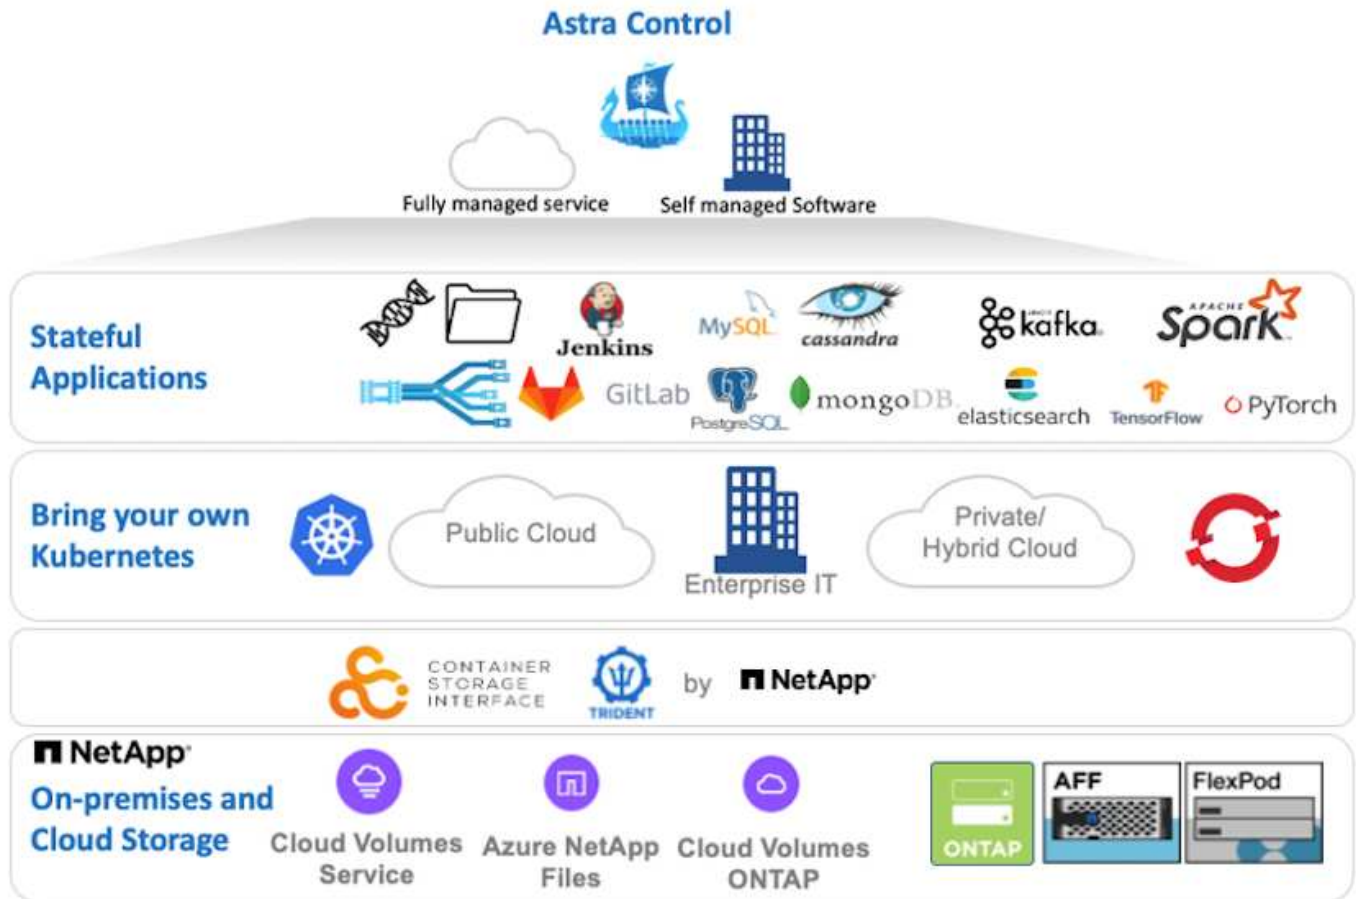 Astra Control
Fully managed service
Self managed Software
Stateful
Applications
Jenkins
MySQL
cassandra
kafka
APACHE
Spark
GitLab
PostgreSQL
mongoDB
elasticsearch
TensorFlow
PyTorch
Bring your own
Kubernetes
Public Cloud
Enterprise IT
Private/
Hybrid Cloud
CONTAINER
STORAGE
INTERFACE
TRIDENT
by
NetApp
NetApp
On-premises and
Cloud Storage
Cloud Volumes
Service
Azure NetApp
Files
Cloud Volumes
ONTAP
ONTAP
AFF
FlexPod